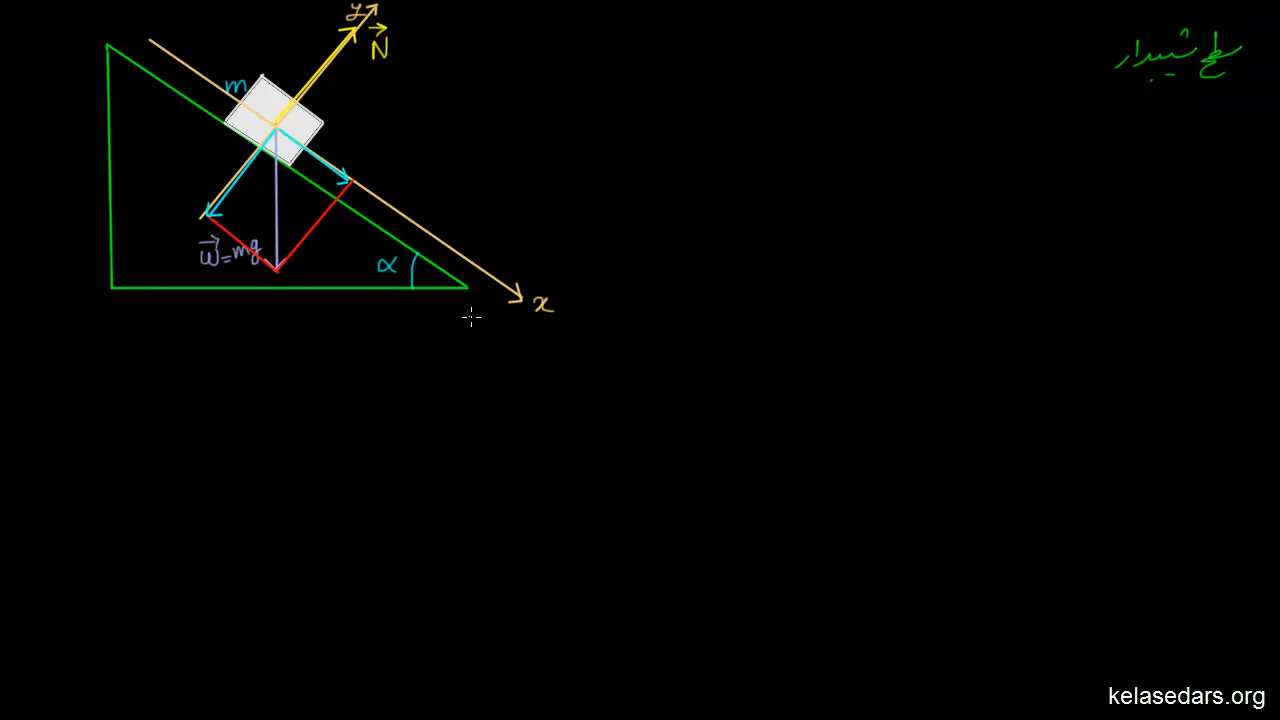 سطح شیبدار
y
N⃗
m
w⃗=mg
α
x
kelasedars.org